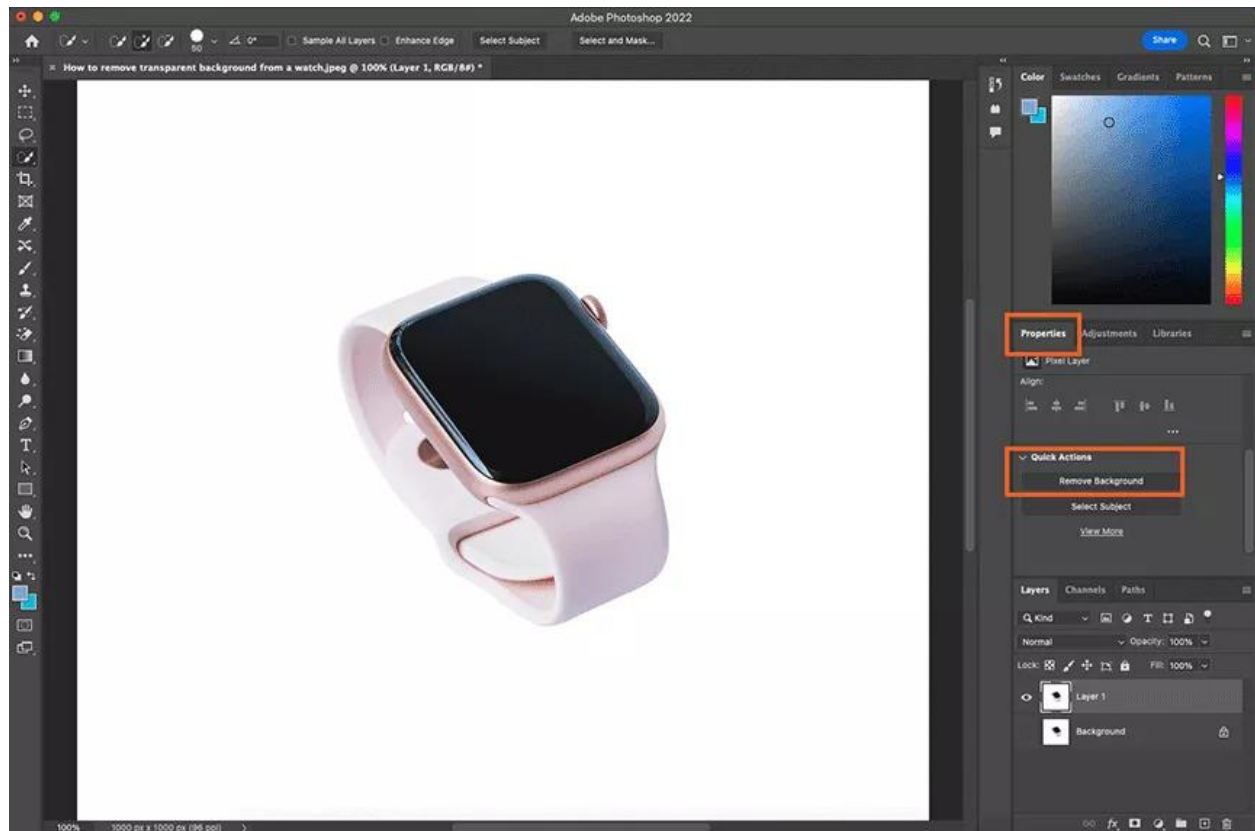 Adobe Photoshop 2022
50
0°
Sample All Layers
Enhance Edge
Select Subject
Select and Mask...
Share
How to remove transparent background from a watch.jpeg @ 100% (Layer 1, RGB/8#) *
Color Swatches Gradients Patterns
Properties Adjustments Libraries
Pixel Layer
Align:
Quick Actions
Remove Background
Select Subject
View More
Layers Channels Paths
Kind
Normal Opacity: 100%
Lock: Fill: 100%
Layer 1
Background
fx
100% 1000 px x 1000 px (96 ppi)